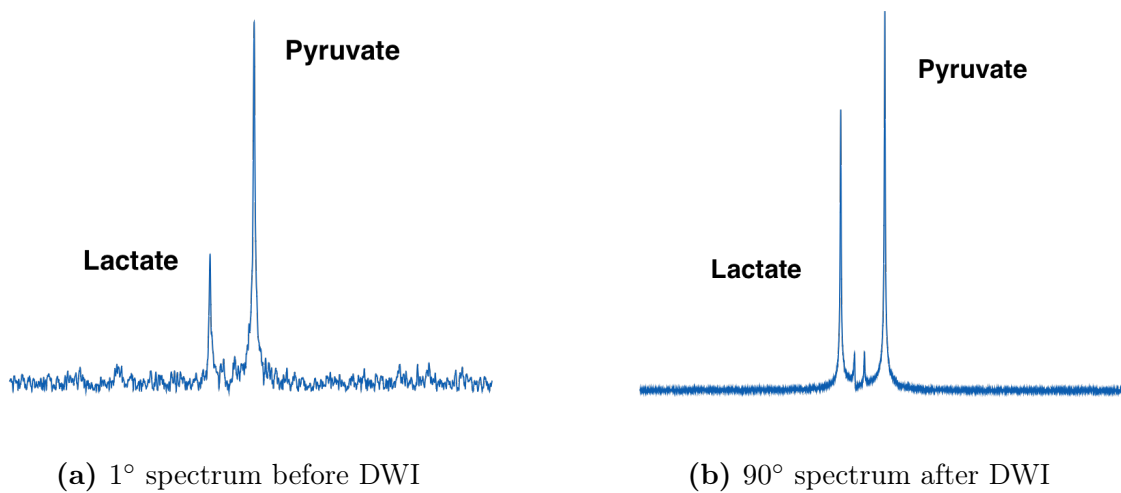 Pyruvate
Lactate
Pyruvate
Lactate
(a) 1° spectrum before DWI
(b) 90° spectrum after DWI